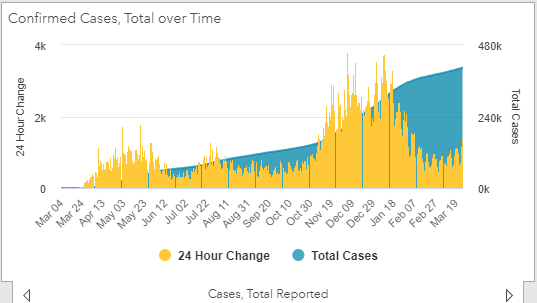 Confirmed Cases, Total over Time
4k
480k
24 Hour Change
2k
240k
Total Cases
0
0k
Mar 04
Mar 24
Apr 13
May 03
May 23
Jun 12
Jul 02
Jul 22
Aug 11
Aug 31
Sep 20
Oct 10
Oct 30
Nov 19
Dec 09
Dec 29
Jan 18
Feb 07
Feb 27
Mar 19
24 Hour Change
Total Cases
Cases, Total Reported